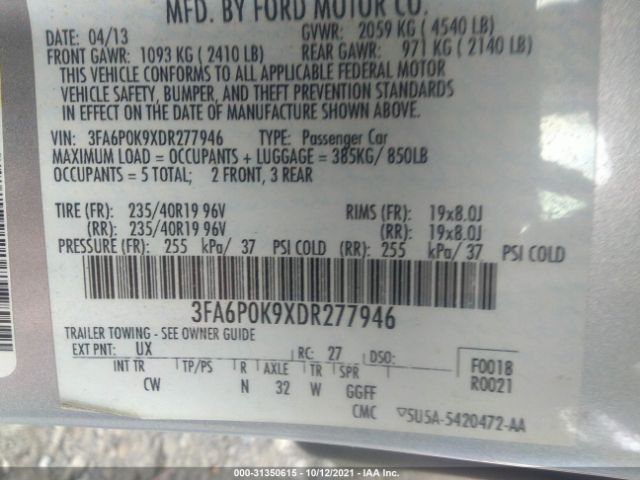 MFD. BY FORD MOTOR CO.
DATE: 04/13 GVWR: 2059 KG ( 4540 LB)
FRONT GAWR: 1093 KG ( 2410 LB) REAR GAWR: 971 KG ( 2140 LB)
THIS VEHICLE CONFORMS TO ALL APPLICABLE FEDERAL MOTOR
VEHICLE SAFETY, BUMPER, AND THEFT PREVENTION STANDARDS
IN EFFECT ON THE DATE OF MANUFACTURE SHOWN ABOVE.
VIN: 3FA6P0K9XDR277946 TYPE: Passenger Car
MAXIMUM LOAD = OCCUPANTS + LUGGAGE = 385KG/ 850LB
OCCUPANTS = 5 TOTAL; 2 FRONT, 3 REAR
TIRE (FR): 235/40R19 96V RIMS (FR): 19x8.0J
(RR): 235/40R19 96V (RR): 19x8.0J
PRESSURE (FR): 255 kPa/ 37 PSI COLD (RR): 255 kPa/ 37 PSI COLD
3FA6P0K9XDR277946
TRAILER TOWING - SEE OWNER GUIDE
EXT PNT: UX RC: 27 DSO: F0018
INT TR TP/PS R AXLE TR SPR R0021
CW N 32 W GGFF
CMC 5U5A-5420472-AA
000-31350615 - 10/12/2021 - IAA Inc.